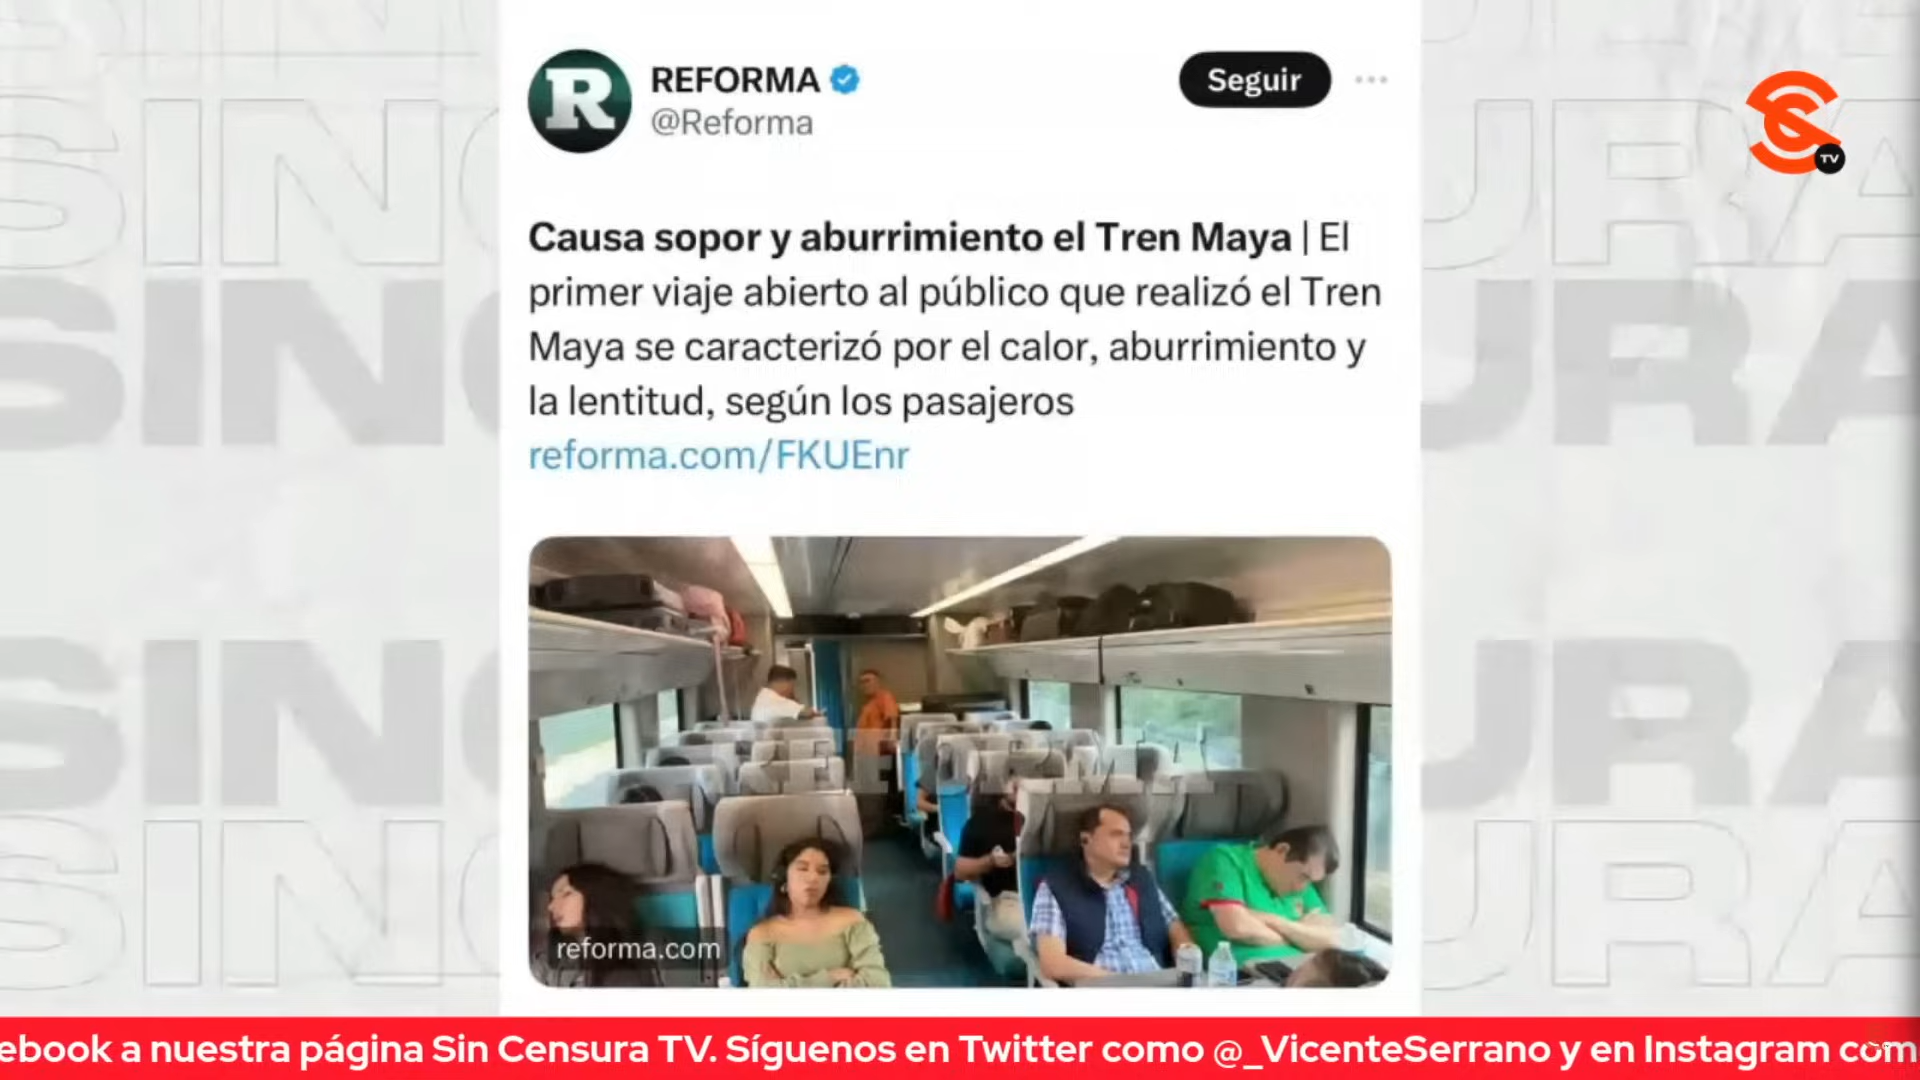 REFORMA
@Reforma
Seguir
TV
Causa sopor y aburrimiento el Tren Maya | El
primer viaje abierto al público que realizó el Tren
Maya se caracterizó por el calor, aburrimiento y
la lentitud, según los pasajeros
reforma.com/FKUEnr
REFORMA
reforma.com
ebook a nuestra página Sin Censura TV. Síguenos en Twitter como @_VicenteSerrano y en Instagram com